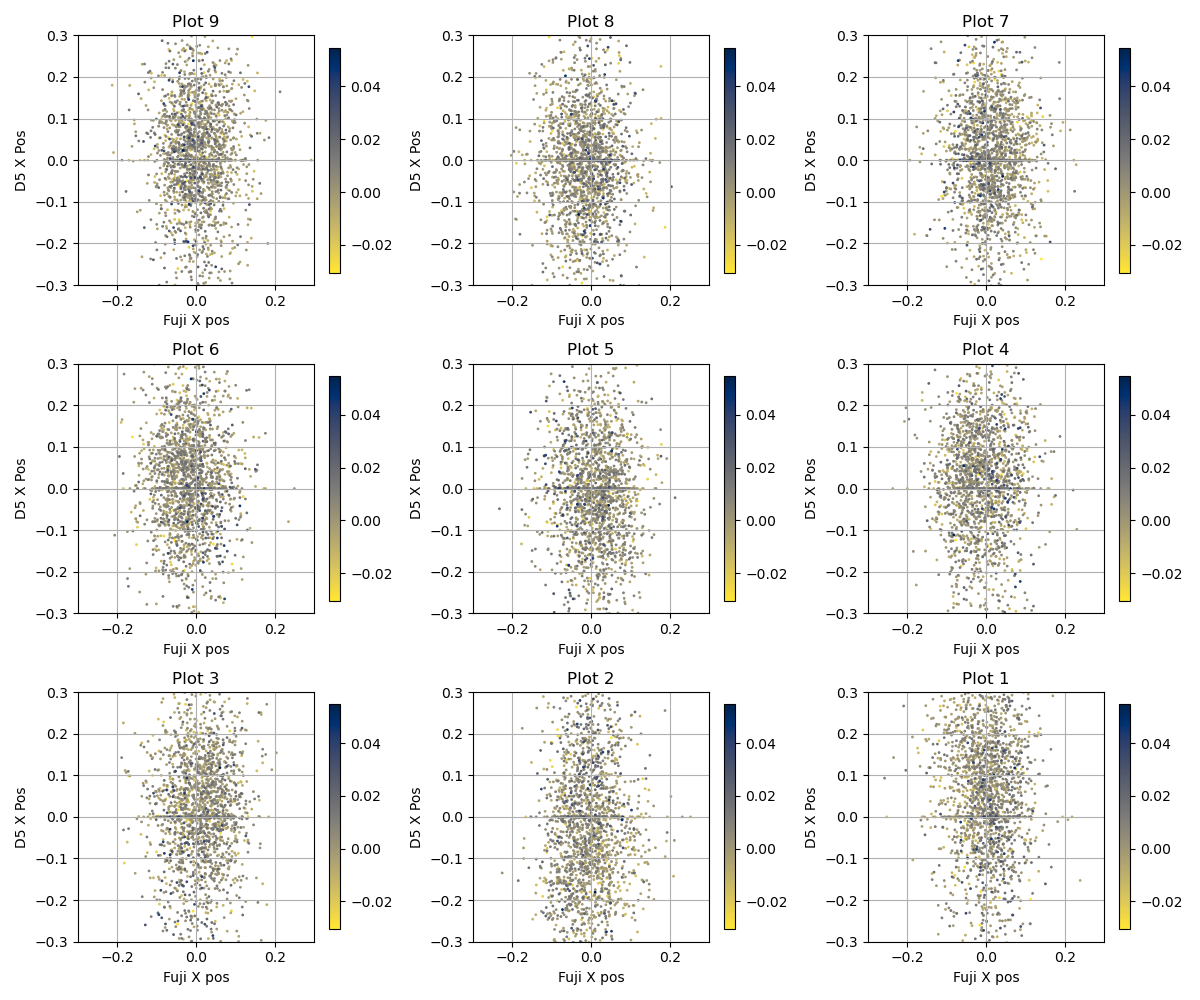 Plot 9 Plot 8 Plot 7
0.3 0.3 0.3
0.2 0.04 0.2 0.04 0.2 0.04
0.1 0.02 0.1 0.02 0.1 0.02
D5 X Pos 0.0 0.00 D5 X Pos 0.0 0.00 D5 X Pos 0.0 0.00
−0.1 −0.1 −0.1
−0.2 −0.02 −0.2 −0.02 −0.2 −0.02
−0.3 −0.3 −0.3
−0.2 0.0 0.2 −0.2 0.0 0.2 −0.2 0.0 0.2
Fuji X pos Fuji X pos Fuji X pos
Plot 6 Plot 5 Plot 4
0.3 0.3 0.3
0.2 0.04 0.2 0.04 0.2 0.04
0.1 0.02 0.1 0.02 0.1 0.02
D5 X Pos 0.0 0.00 D5 X Pos 0.0 0.00 D5 X Pos 0.0 0.00
−0.1 −0.1 −0.1
−0.2 −0.02 −0.2 −0.02 −0.2 −0.02
−0.3 −0.3 −0.3
−0.2 0.0 0.2 −0.2 0.0 0.2 −0.2 0.0 0.2
Fuji X pos Fuji X pos Fuji X pos
Plot 3 Plot 2 Plot 1
0.3 0.3 0.3
0.2 0.04 0.2 0.04 0.2 0.04
0.1 0.02 0.1 0.02 0.1 0.02
D5 X Pos 0.0 0.00 D5 X Pos 0.0 0.00 D5 X Pos 0.0 0.00
−0.1 −0.1 −0.1
−0.2 −0.02 −0.2 −0.02 −0.2 −0.02
−0.3 −0.3 −0.3
−0.2 0.0 0.2 −0.2 0.0 0.2 −0.2 0.0 0.2
Fuji X pos Fuji X pos Fuji X pos